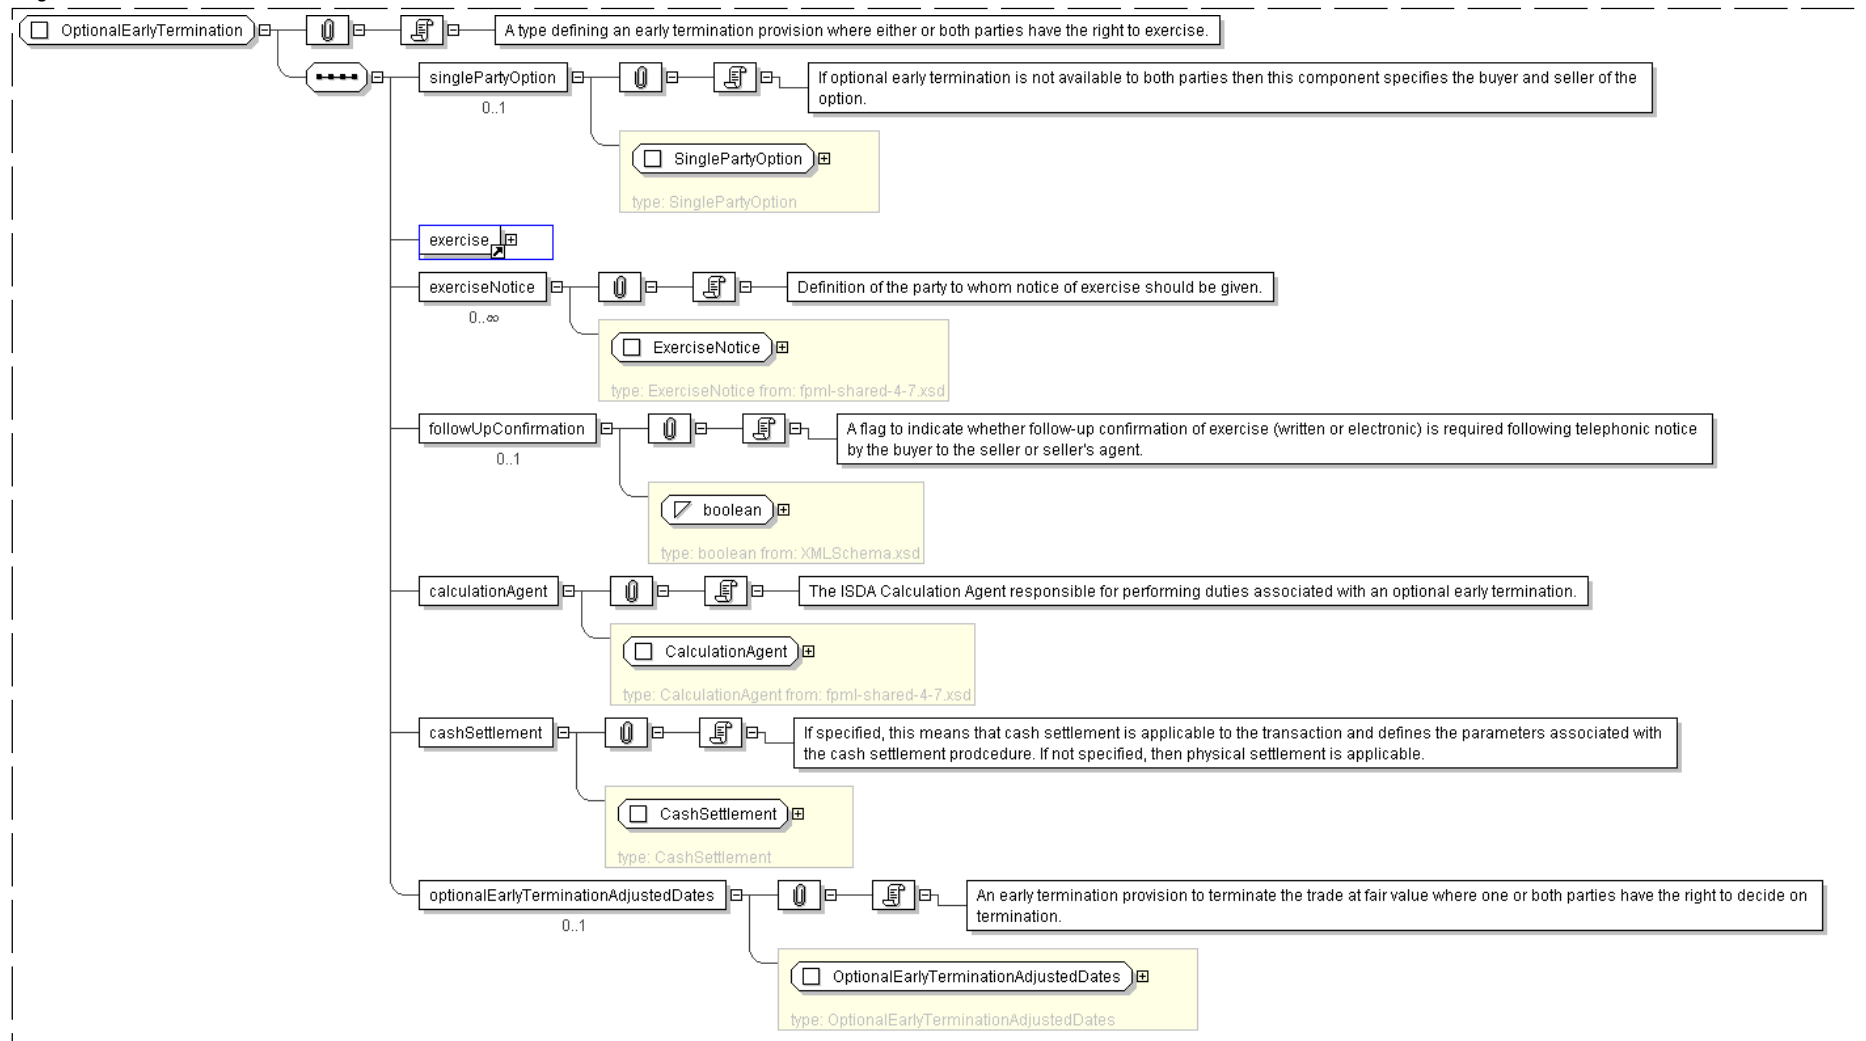 OptionalEarlyTermination
A type defining an early termination provision where either or both parties have the right to exercise.
singlePartyOption
0..1
If optional early termination is not available to both parties then this component specifies the buyer and seller of the
option.
SinglePartyOption
type: SinglePartyOption
exercise
exerciseNotice
0..∞
Definition of the party to whom notice of exercise should be given.
ExerciseNotice
type: ExerciseNotice from: fpml-shared-4-7.xsd
followUpConfirmation
0..1
A flag to indicate whether follow-up confirmation of exercise (written or electronic) is required following telephonic notice
by the buyer to the seller or seller's agent.
boolean
type: boolean from: XMLSchema.xsd
calculationAgent
The ISDA Calculation Agent responsible for performing duties associated with an optional early termination.
CalculationAgent
type: CalculationAgent from: fpml-shared-4-7.xsd
cashSettlement
If specified, this means that cash settlement is applicable to the transaction and defines the parameters associated with
the cash settlement prodcedure. If not specified, then physical settlement is applicable.
CashSettlement
type: CashSettlement
optionalEarlyTerminationAdjustedDates
0..1
An early termination provision to terminate the trade at fair value where one or both parties have the right to decide on
termination.
OptionalEarlyTerminationAdjustedDates
type: OptionalEarlyTerminationAdjustedDates